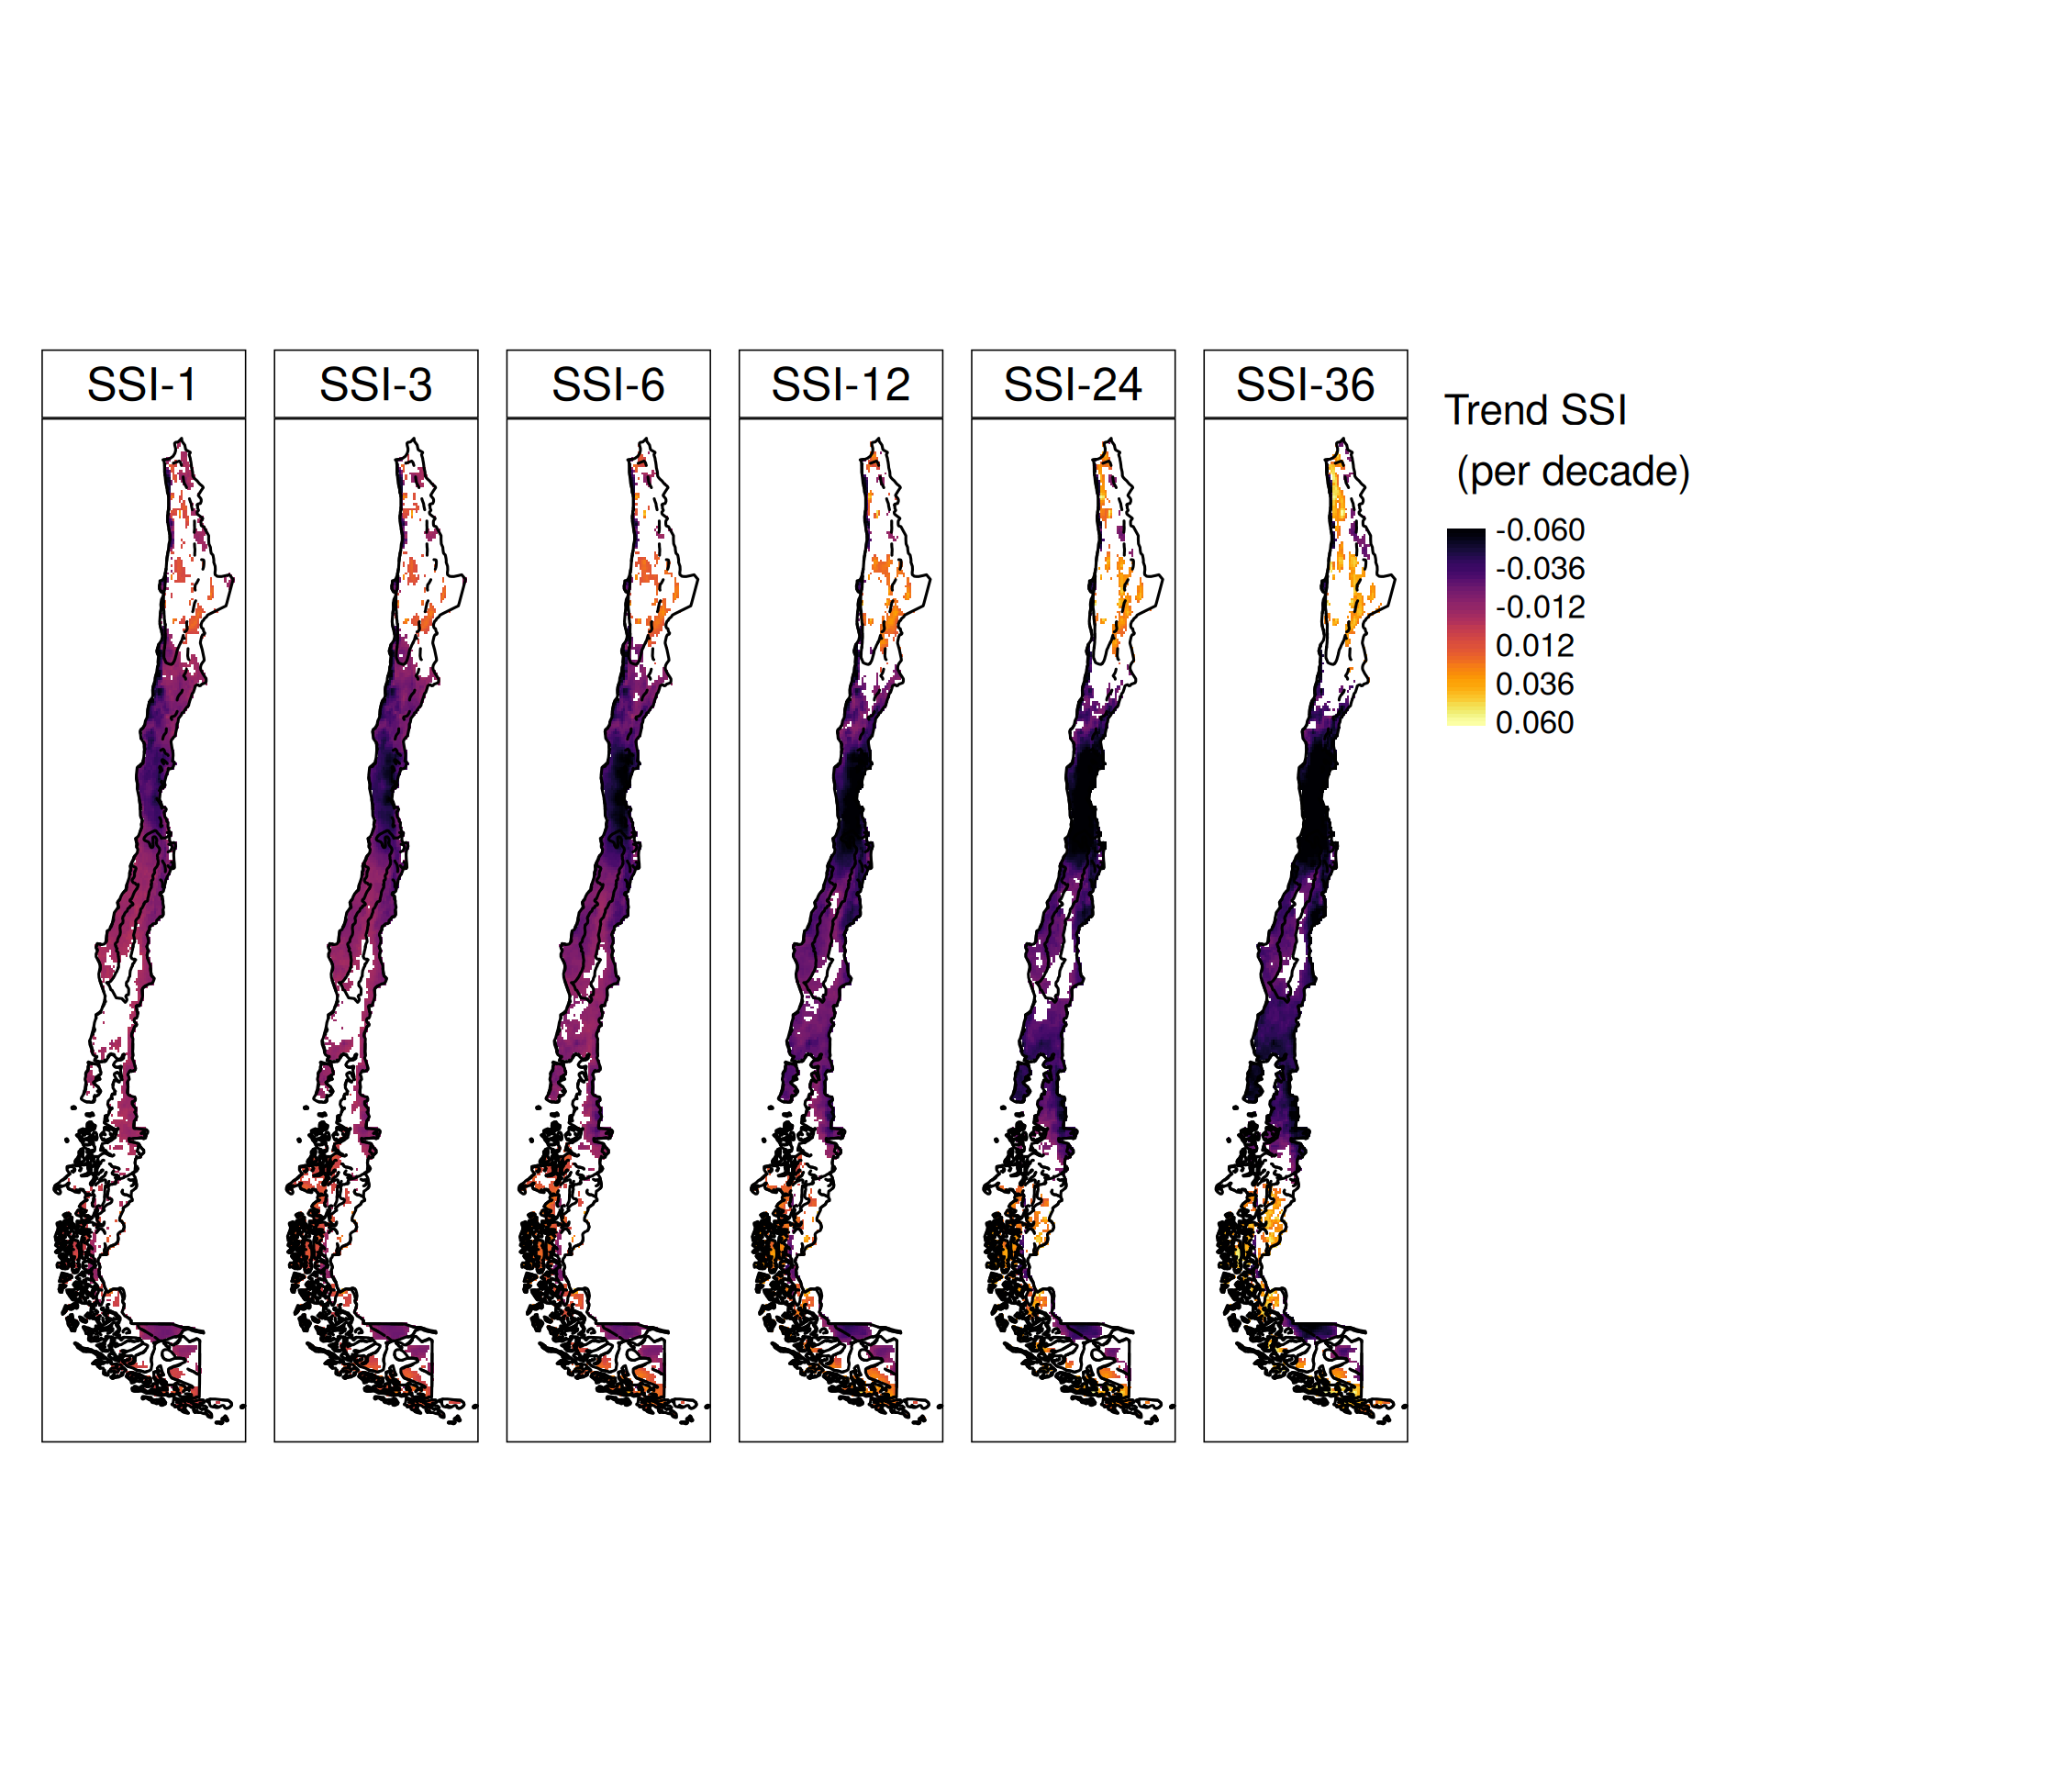 SSI-1
SSI-3
SSI-6
SSI-12
SSI-24
SSI-36
Trend SSI
(per decade)
-0.060
-0.036
-0.012
0.012
0.036
0.060